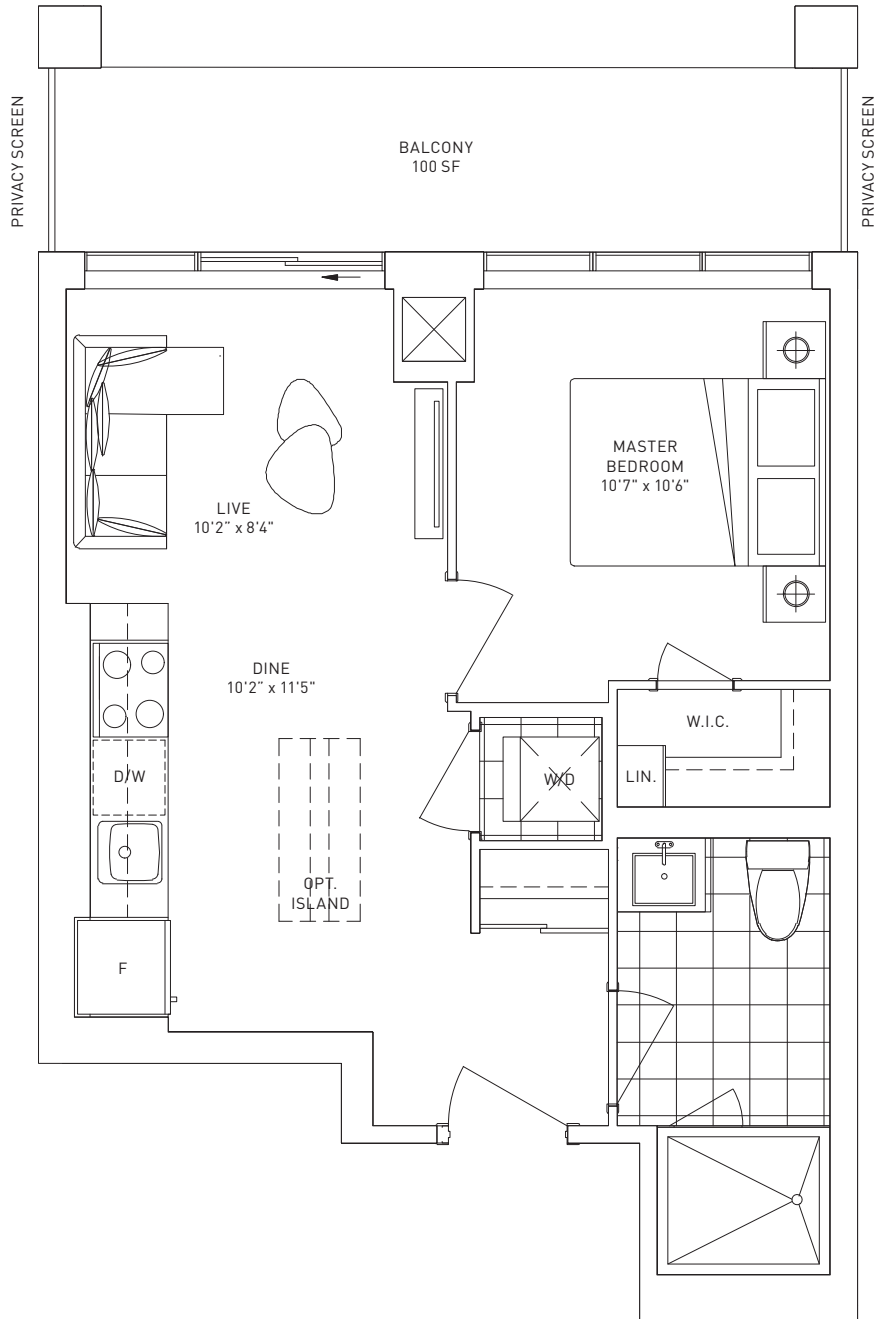 PRIVACY SCREEN
BALCONY
100 SF
PRIVACY SCREEN
MASTER
BEDROOM
10'7" x 10'6"
LIVE
10'2" x 8'4"
DINE
10'2" x 11'5"
W.I.C.
D/W
W/D
LIN.
OPT.
ISLAND
F